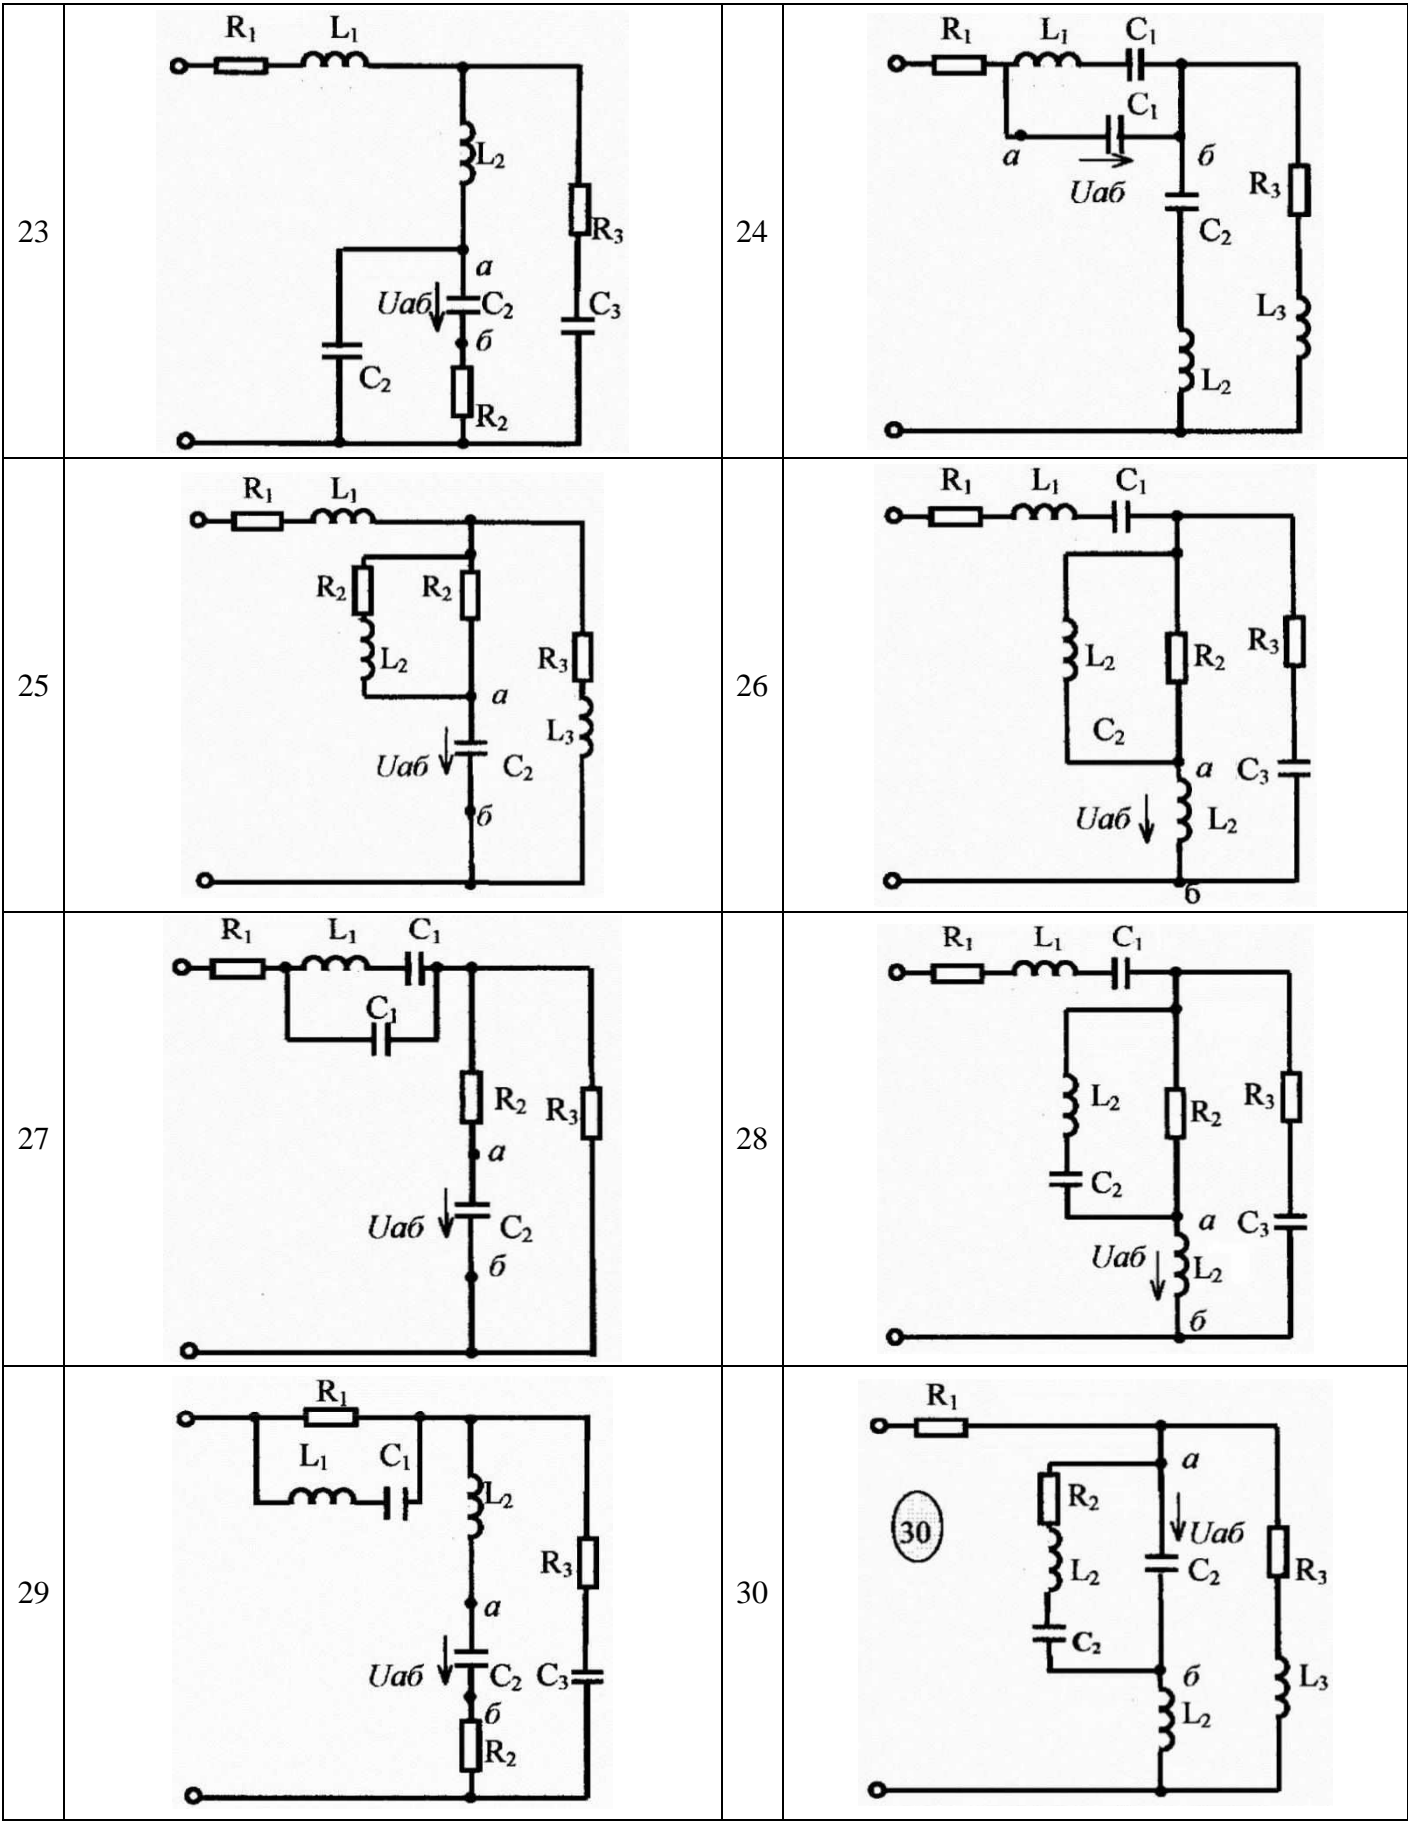 23
R₁ L₁
L₂
R₃
а
Uаб C₂ C₃
б
C₂
R₂
24
R₁ L₁ C₁
C₁
а б
Uаб
R₃
C₂
L₃
L₂
25
R₁ L₁
R₂ R₂
L₂ R₃
а
L₃
Uаб C₂
б
26
R₁ L₁ C₁
L₂ R₂ R₃
C₂
а C₃
Uаб L₂
б
27
R₁ L₁ C₁
C₁
R₂ R₃
а
Uаб C₂
б
28
R₁ L₁ C₁
L₂ R₂ R₃
C₂
а C₃
Uаб L₂
б
29
R₁
L₁ C₁
L₂
R₃
а
Uаб C₂ C₃
б
R₂
30
R₁
а
R₂
30 Uаб
L₂ C₂ R₃
C₂
б L₃
L₂